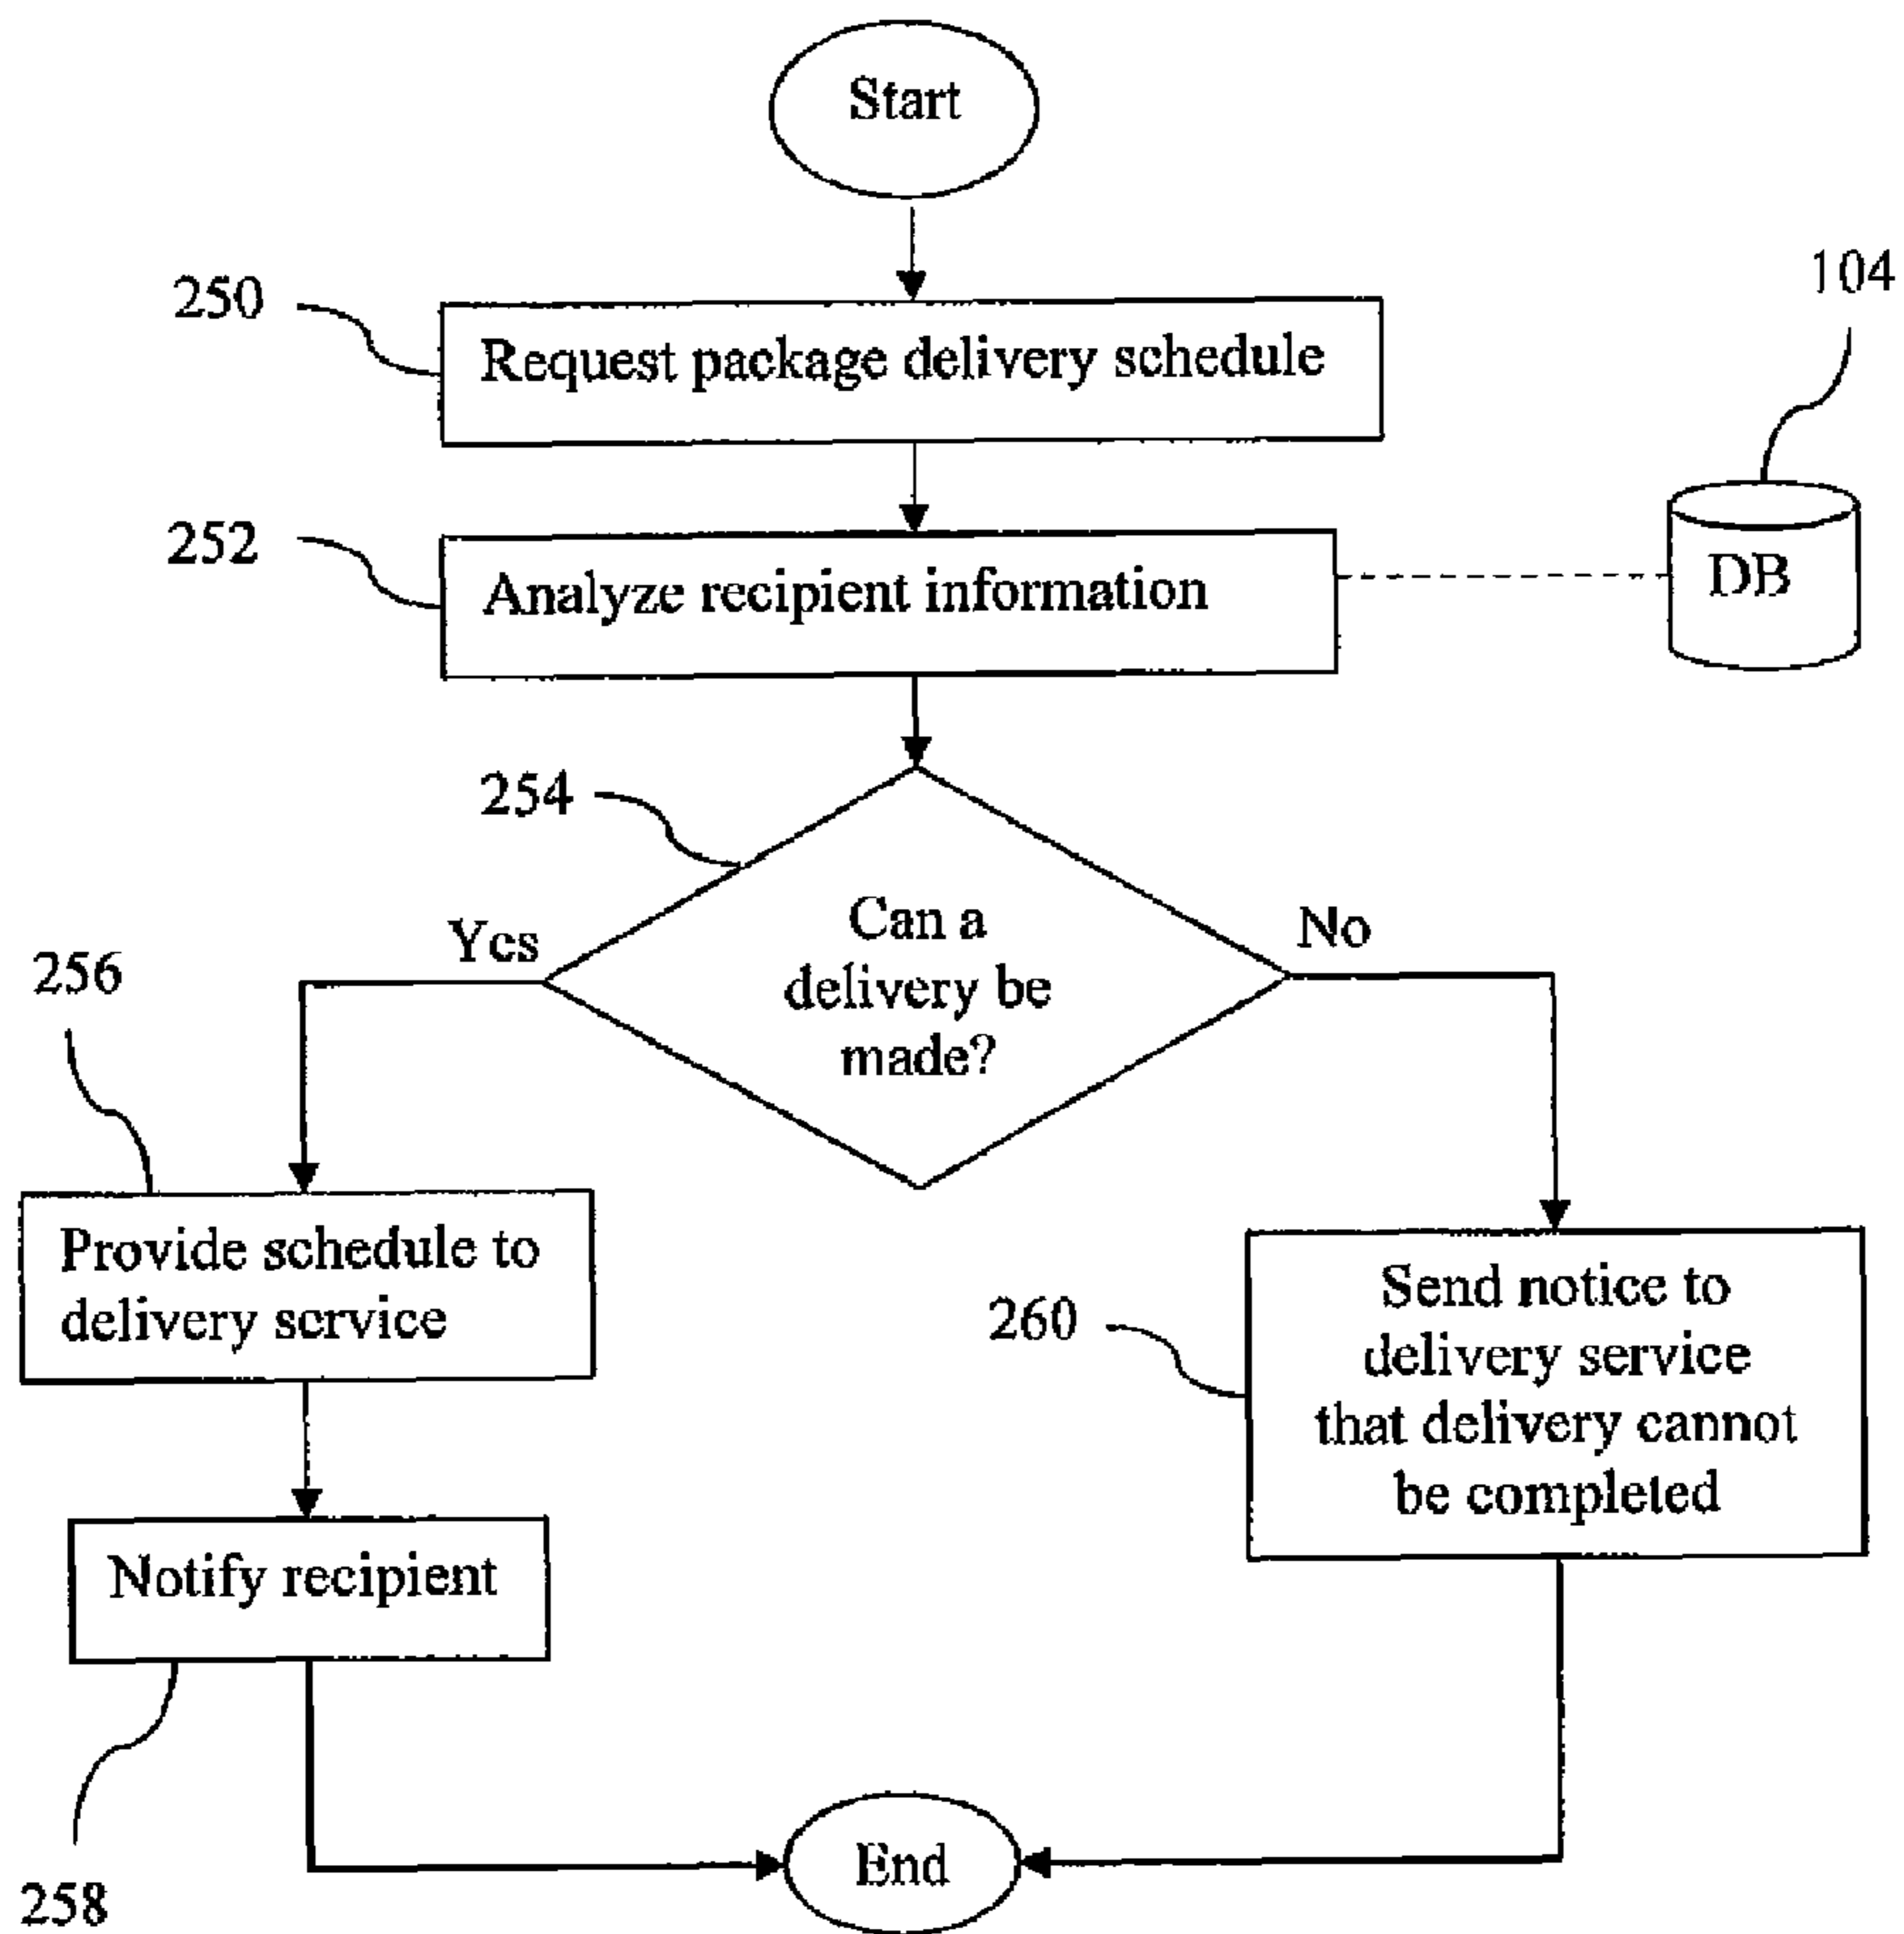 Start
250
Request package delivery schedule
104
252
Analyze recipient information
DB
254
Can a
delivery be
made?
Yes
No
256
Provide schedule to
delivery service
260
Send notice to
delivery service
that delivery cannot
be completed
Notify recipient
258
End